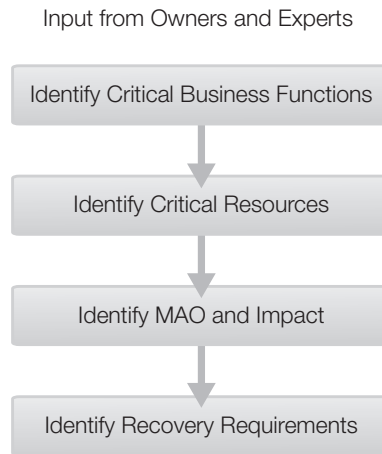 Input from Owners and Experts
Identify Critical Business Functions
Identify Critical Resources
Identify MAO and Impact
Identify Recovery Requirements